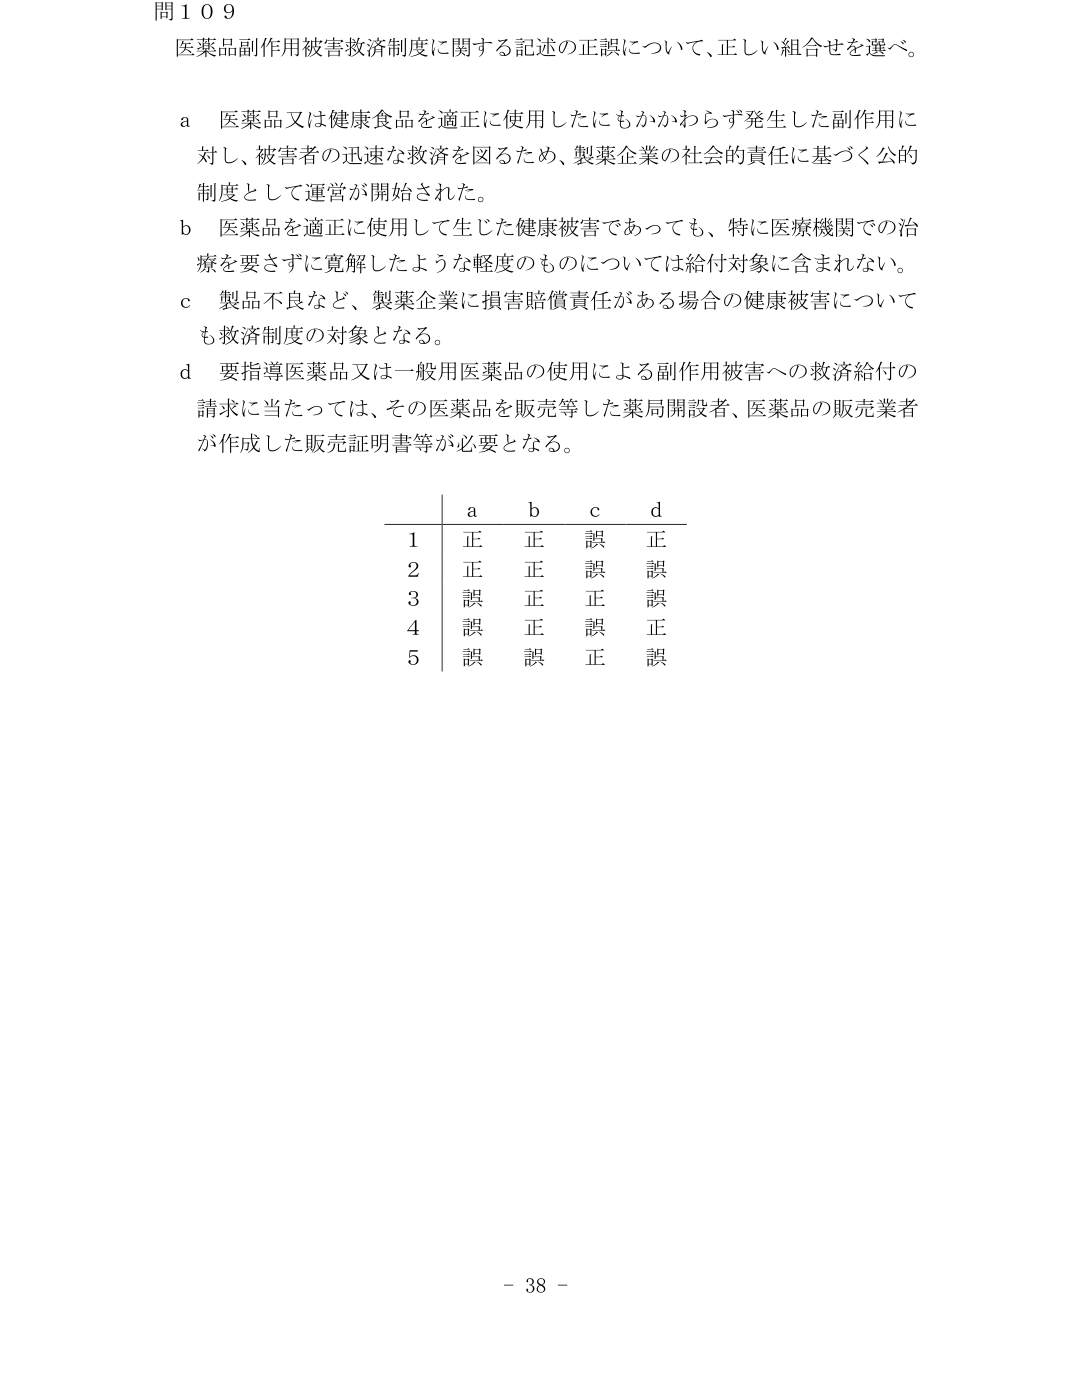 問１０９
医薬品副作用被害救済制度に関する記述の正誤について、正しい組合せを選べ。
a　医薬品又は健康食品を適正に使用したにもかかわらず発生した副作用に
対し、被害者の迅速な救済を図るため、製薬企業の社会的責任に基づく公的
制度として運営が開始された。
b　医薬品を適正に使用して生じた健康被害であっても、特に医療機関での治
療を要さずに寛解したような軽度のものについては給付対象に含まれない。
c　製品不良など、製薬企業に損害賠償責任がある場合の健康被害について
も救済制度の対象となる。
d　要指導医薬品又は一般用医薬品の使用による副作用被害への救済給付の
請求に当たっては、その医薬品を販売等した薬局開設者、医薬品の販売業者
が作成した販売証明書等が必要となる。
a b c d
1 正 正 誤 正
2 正 正 誤 誤
3 誤 正 正 誤
4 誤 正 誤 正
5 誤 誤 正 誤
- 38 -